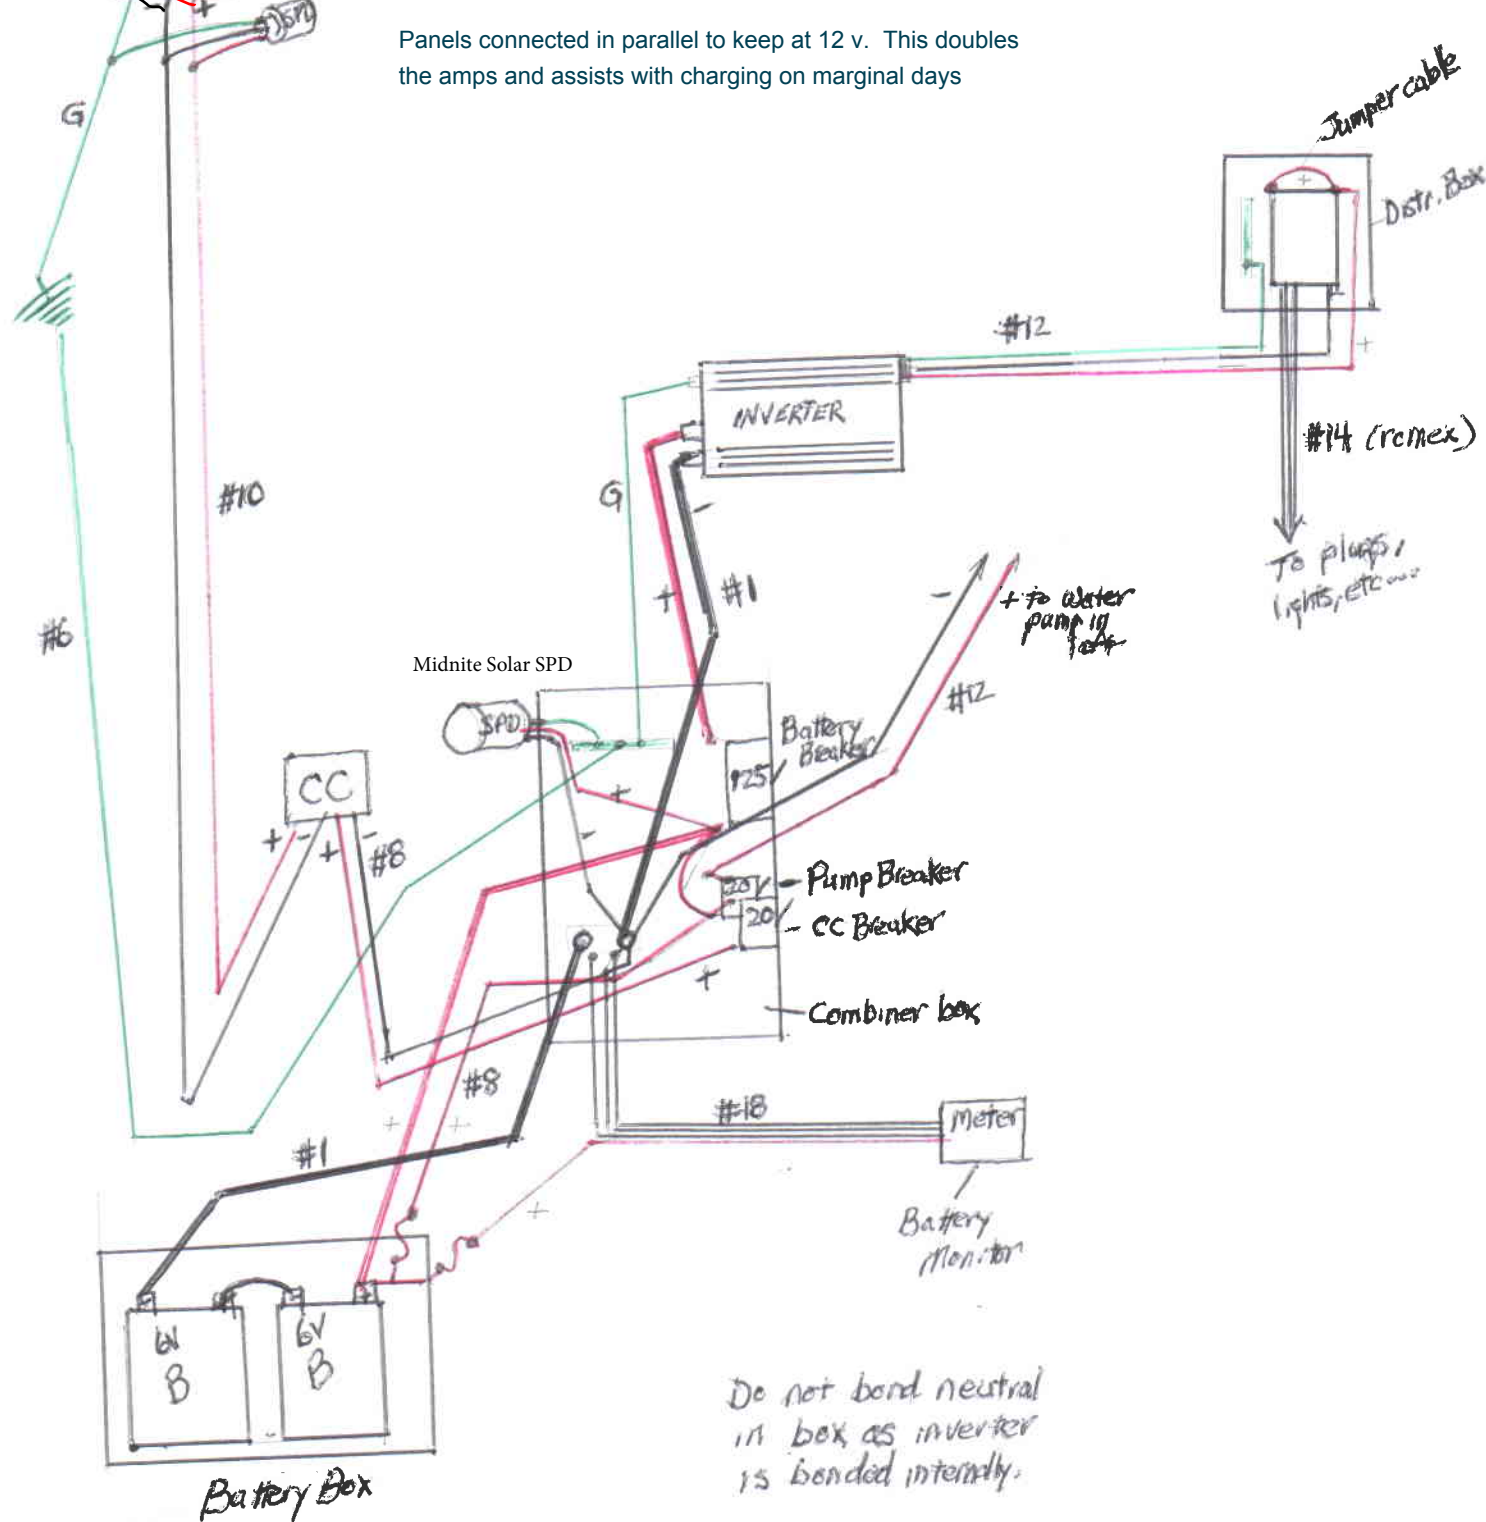 +
SPD
Panels connected in parallel to keep at 12 v. This doubles
the amps and assists with charging on marginal days
G
Jumper cable
+
Distr. Box
#12
+
INVERTER
#14 (romex)
#10
G
-
To plugs,
lights, etc...
+
#1
-
+ to water
pump in
#6
Midnite Solar SPD
#12
SPD
Battery
Breaker
125
CC
+
-
+ - + -
#8
Pump Breaker
20
20
CC Breaker
+
Combiner box
#8
+ +
#18
Meter
#1
+
Battery
Monitor
- - +
6V
B
6V
B
Do not bond neutral
in box as inverter
is bonded internally.
Battery Box